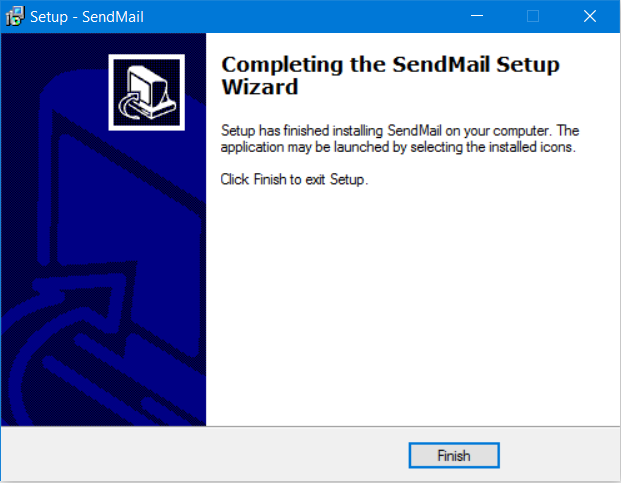 Setup - SendMail
Completing the SendMail Setup
Wizard
Setup has finished installing SendMail on your computer. The
application may be launched by selecting the installed icons.
Click Finish to exit Setup.
Finish